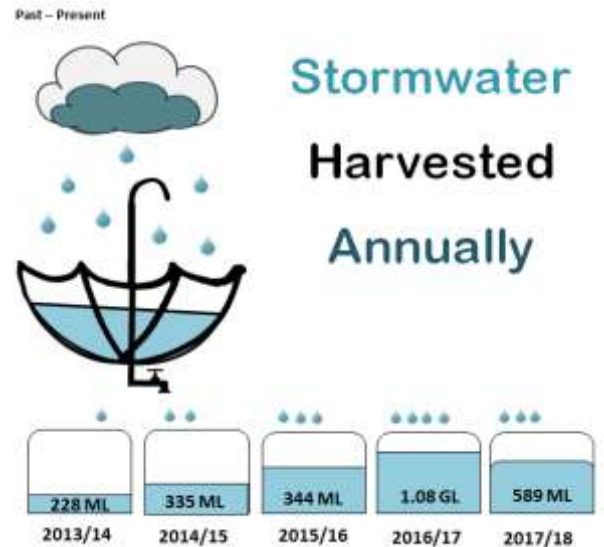 Past – Present
Stormwater
Harvested
Annually
228 ML
335 ML
344 ML
1.08 GL
589 ML
2013/14
2014/15
2015/16
2016/17
2017/18